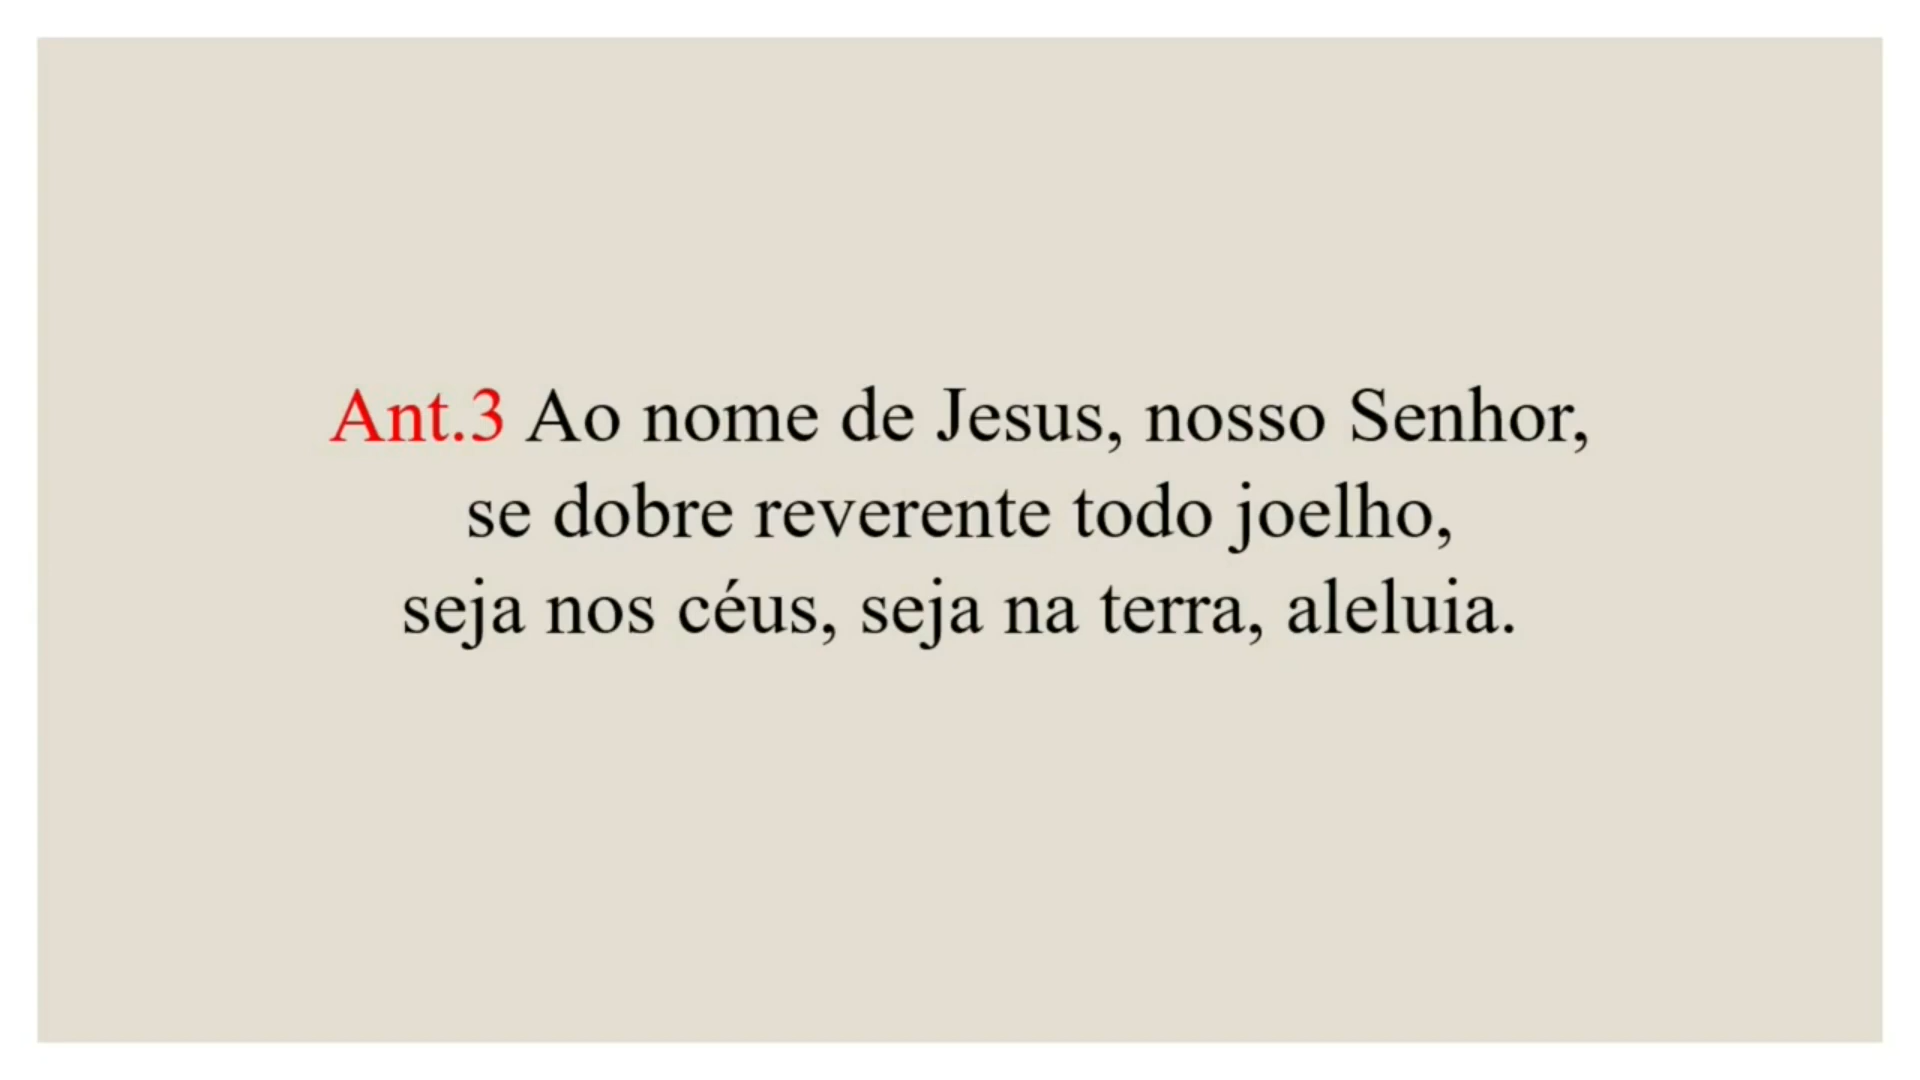 Ant.3 Ao nome de Jesus, nosso Senhor,
se dobre reverente todo joelho,
seja nos céus, seja na terra, aleluia.